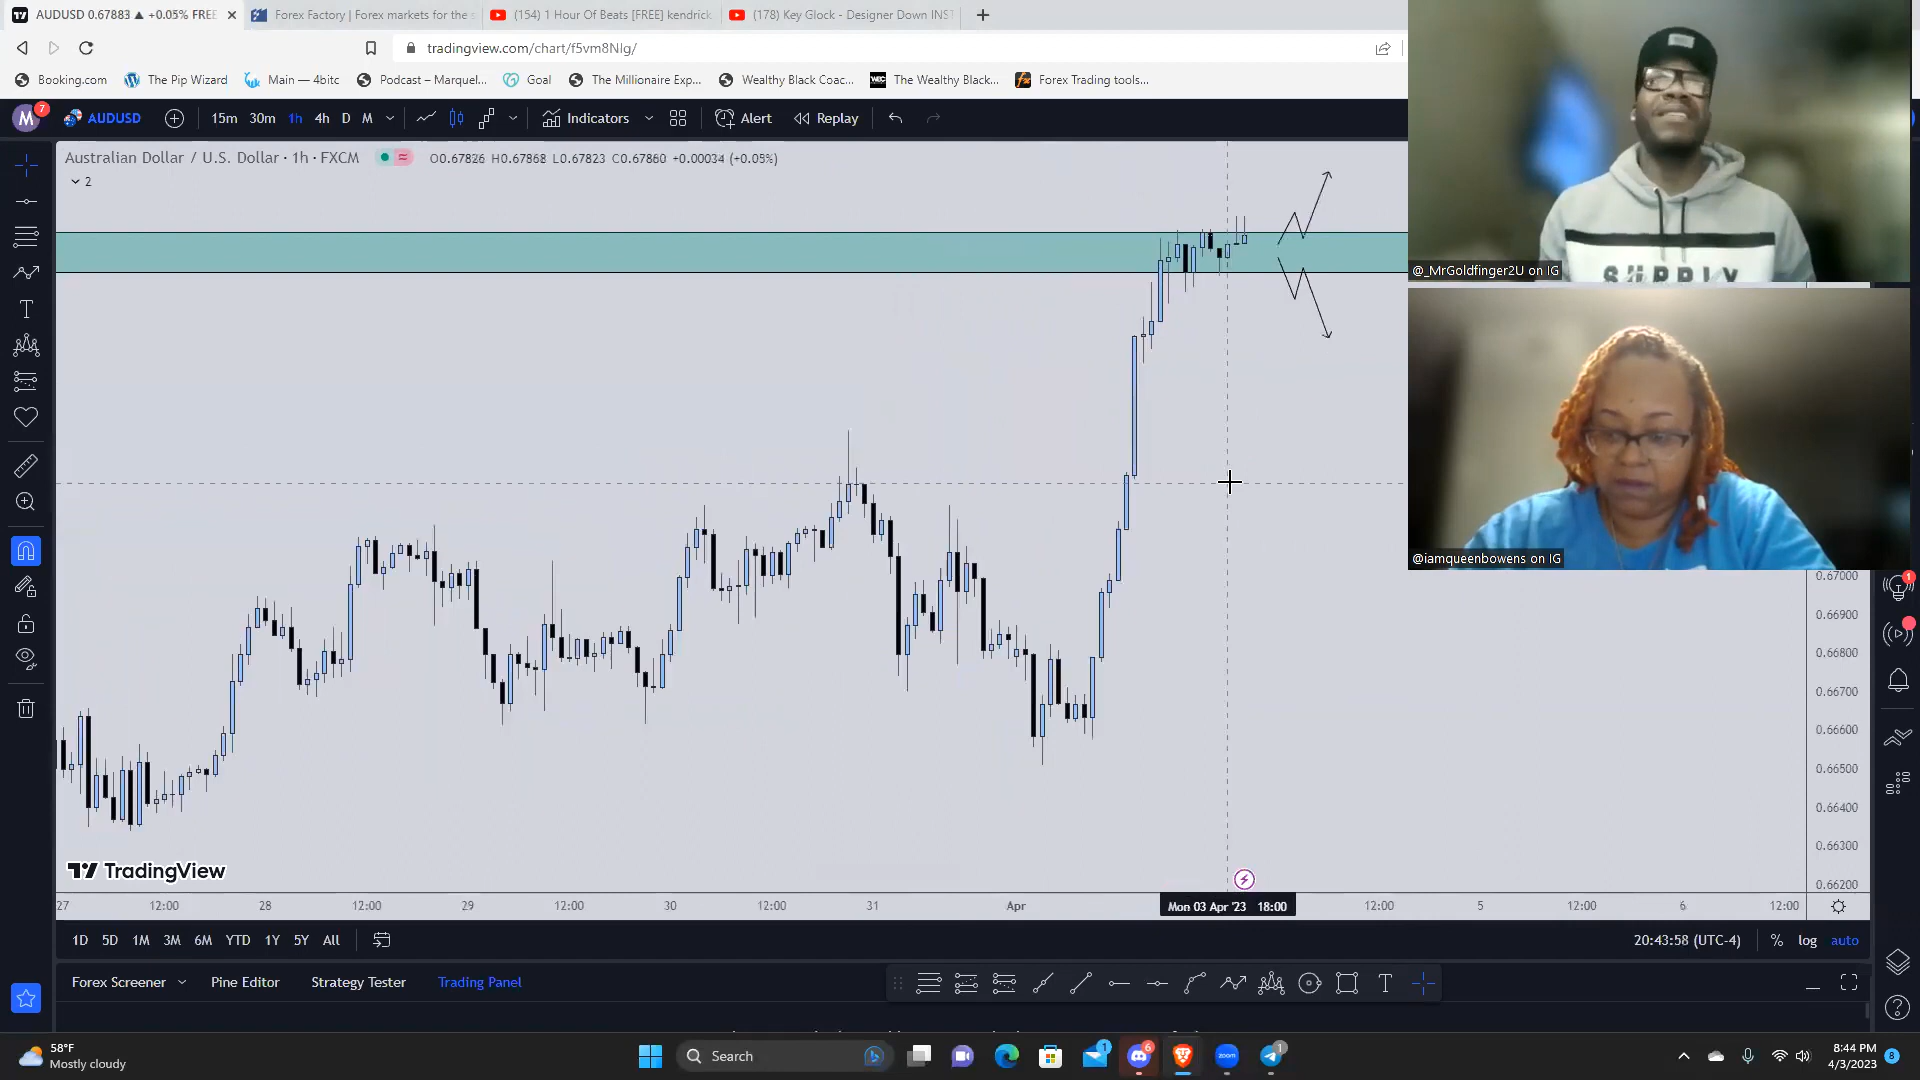 AUDUSD 0.67883 ▲ +0.05% FREE
Forex Factory | Forex markets for the s
(154) 1 Hour Of Beats [FREE] kendrick
(178) Key Glock - Designer Down INST
tradingview.com/chart/f5vm8Nlg/
Booking.com
The Pip Wizard
Main — 4bitc
Podcast – Marquel...
Goal
The Millionaire Exp...
Wealthy Black Coac...
The Wealthy Black...
Forex Trading tools...
M 7
AUDUSD
15m 30m 1h 4h D M
Indicators
Alert
Replay
Australian Dollar / U.S. Dollar · 1h · FXCM
O0.67826 H0.67868 L0.67823 C0.67860 +0.00034 (+0.05%)
2
SUPPLY
@_MrGoldfinger2U on IG
@iamqueenbowens on IG
0.67000
0.66900
0.66800
0.66700
0.66600
0.66500
0.66400
0.66300
0.66200
TradingView
27 12:00 28 12:00 29 12:00 30 12:00 31 Apr Mon 03 Apr '23 18:00 12:00 5 12:00 6 12:00
1D 5D 1M 3M 6M YTD 1Y 5Y All
20:43:58 (UTC-4) % log auto
Forex Screener Pine Editor Strategy Tester Trading Panel
58°F
Mostly cloudy
Search
8:44 PM
4/3/2023